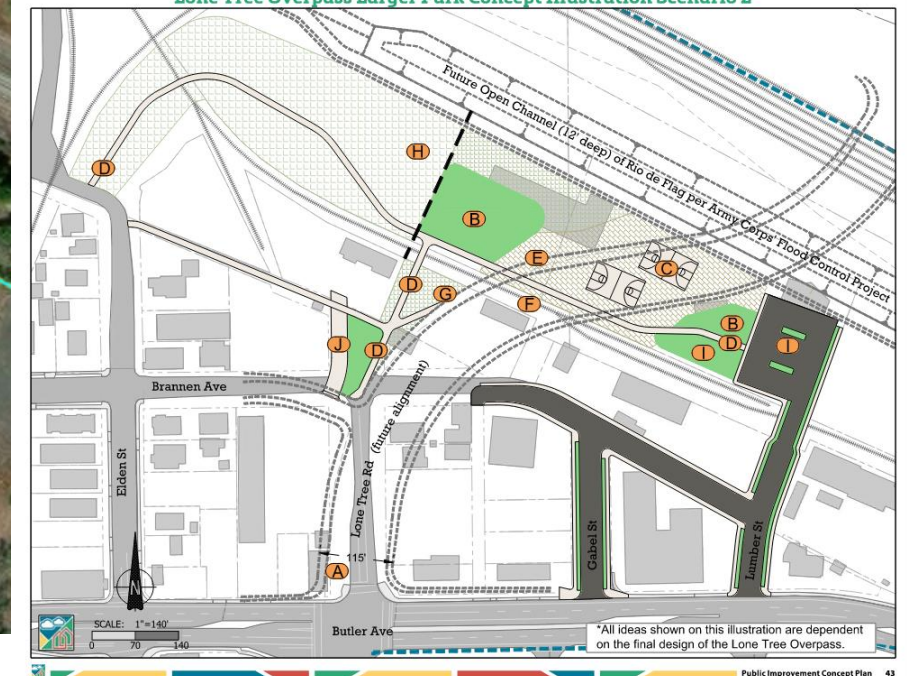 Lone Tree Overpass Larger Park Concept Illustration Scenario 2
Future Open Channel (12' deep) of Rio de Flag per Army Corps' Flood Control Project
D
H
B
E
C
D
G
F
B
J
D
I
D
I
Brannen Ave
Elden St
Lone Tree Rd (future alignment)
Gabel St
Lumber St
115'
A
N
SCALE: 1"=140'
0 70 140
Butler Ave
*All ideas shown on this illustration are dependent
on the final design of the Lone Tree Overpass.
Public Improvement Concept Plan 43